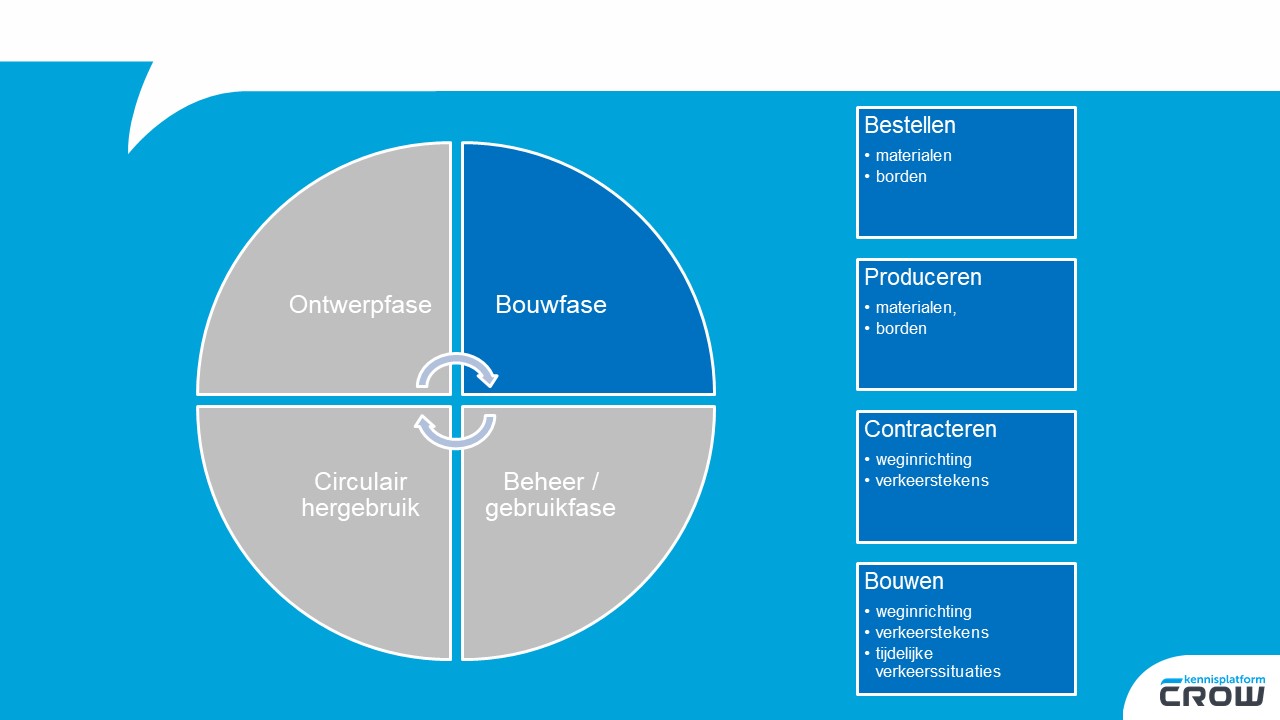 Ontwerpfase
Bouwfase
Circulair
hergebruik
Beheer /
gebruikfase
Bestellen
• materialen
• borden
Produceren
• materialen,
• borden
Contracteren
• weginrichting
• verkeerstekens
Bouwen
• weginrichting
• verkeerstekens
• tijdelijke
verkeerssituaties
kennisplatform
CROW